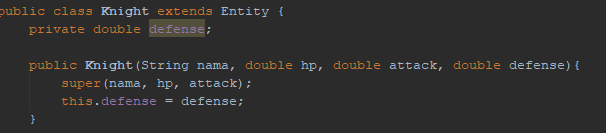 public class Knight extends Entity {
private double defense;
public Knight(String nama, double hp, double attack, double defense){
super(nama, hp, attack);
this.defense = defense;
}